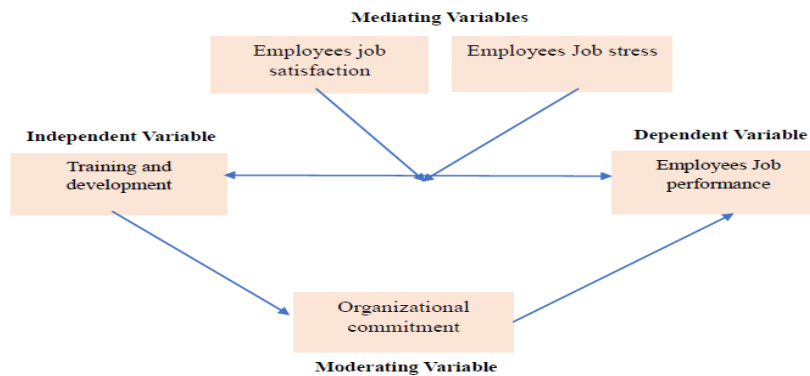 Mediating Variables
Employees job
satisfaction
Employees Job stress
Independent Variable
Training and
development
Dependent Variable
Employees Job
performance
Organizational
commitment
Moderating Variable